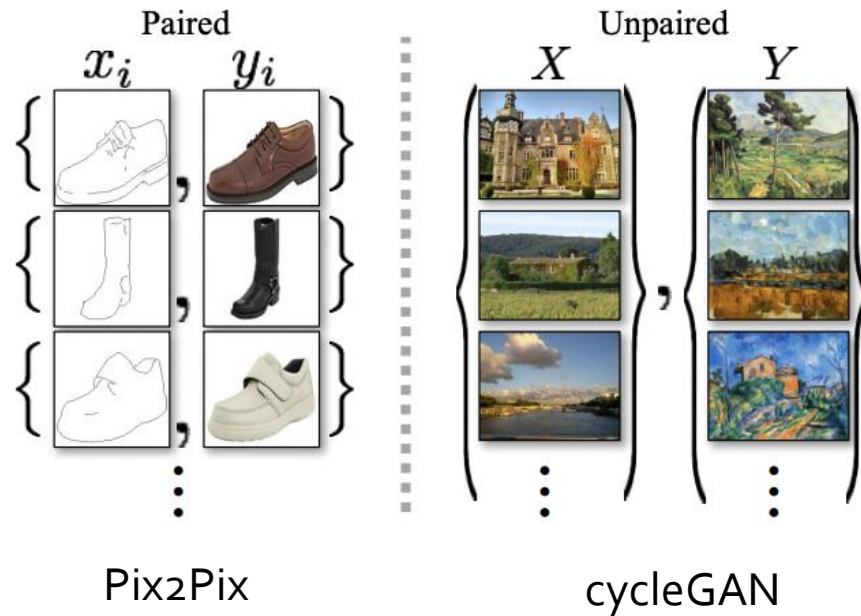 Paired
Unpaired
x_i y_i
X Y
{ , }
{ , }
{ , }
{ , }
⋮
⋮ ⋮
Pix2Pix
cycleGAN